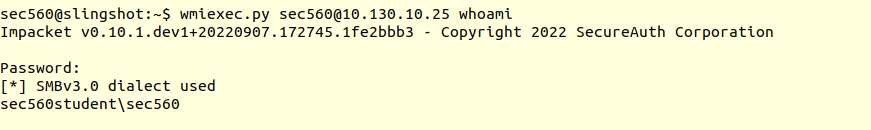 sec560@slingshot:~$ wmiexec.py sec560@10.130.10.25 whoami
Impacket v0.10.1.dev1+20220907.172745.1fe2bbb3 - Copyright 2022 SecureAuth Corporation
Password:
[*] SMBv3.0 dialect used
sec560student\sec560